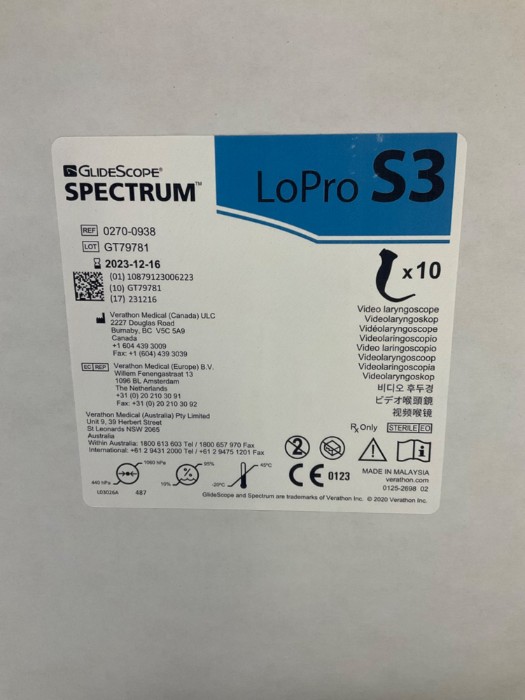 GLIDESCOPE®
SPECTRUM™
LoPro S3
REF 0270-0938
LOT GT79781
2023-12-16
(01) 10879123006223
(10) GT79781
(17) 231216
x10
Verathon Medical (Canada) ULC
2227 Douglas Road
Burnaby, BC V5C 5A9
Canada
+1 604 439 3009
Fax: +1 (604) 439 3039
EC REP Verathon Medical (Europe) B.V.
Willem Fenengastraat 13
1096 BL Amsterdam
The Netherlands
+31 (0) 20 210 30 91
Fax: +31 (0) 20 210 30 92
Verathon Medical (Australia) Pty Limited
Unit 9, 39 Herbert Street
St Leonards NSW 2065
Australia
Within Australia: 1800 613 603 Tel / 1800 657 970 Fax
International: +61 2 9431 2000 Tel / +61 2 9475 1201 Fax
Video laryngoscope
Videolaryngoskop
Vidéolaryngoscope
Videolaringoscopio
Video laringoscopio
Videolaryngoscoop
Videolaringoscopia
Videolaryngoskop
비디오 후두경
ビデオ喉頭鏡
视频喉镜
Rx Only STERILE EO
2
440 hPa 1060 hPa
15% 95%
-20°C 40°C
CE 0123
MADE IN MALAYSIA
verathon.com
0125-2698 02
487
GlideScope and Spectrum are trademarks of Verathon Inc. © 2020 Verathon Inc.